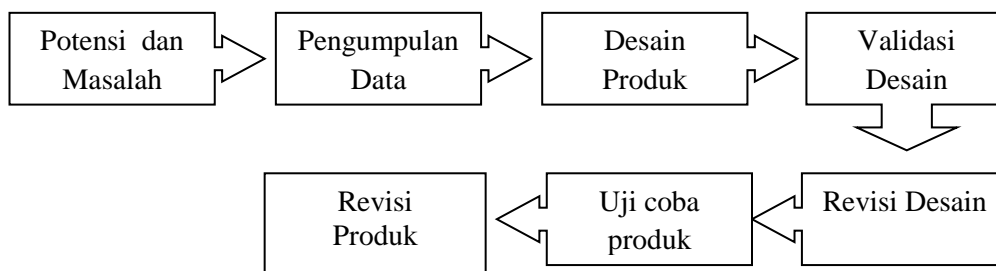 Potensi dan
Masalah
Pengumpulan
Data
Desain
Produk
Validasi
Desain
Revisi Desain
Uji coba
produk
Revisi
Produk